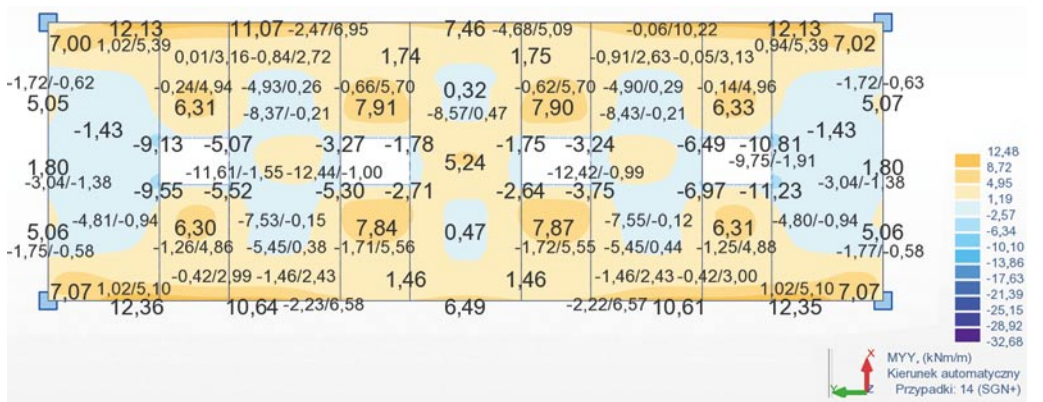 12,13 11,07 -2,47/6,95 7,46 -4,68/5,09 -0,06/10,22 12,13
7,00 1,02/5,39 0,94/5,39 7,02
0,01/3,16 -0,84/2,72 1,74 1,75 -0,91/2,63 -0,05/3,13
-1,72/-0,62 -0,24/4,94 -4,93/0,26 -0,66/5,70 0,32 -0,62/5,70 -4,90/0,29 -0,14/4,96 -1,72/-0,63
5,05 6,31 -8,37/-0,21 7,91 -8,57/0,47 7,90 -8,43/-0,21 6,33 5,07
-1,43 -1,43
-9,13 -5,07 -3,27 -1,78 -1,75 -3,24 -6,49 -10,81
1,80 5,24 -9,75/-1,91 1,80
-3,04/-1,38 -11,61/-1,55 -12,44/-1,00 -12,42/-0,99 -3,04/-1,38
-9,55 -5,52 -5,30 -2,71 -2,64 -3,75 -6,97 -11,23
-4,81/-0,94 -7,53/-0,15 -7,55/-0,12 -4,80/-0,94
5,06 6,30 7,84 0,47 7,87 6,31 5,06
-1,75/-0,58 -1,26/4,86 -5,45/0,38 -1,71/5,56 -1,72/5,55 -5,45/0,44 -1,25/4,88 -1,77/-0,58
-0,42/2,99 -1,46/2,43 1,46 1,46 -1,46/2,43 -0,42/3,00
7,07 1,02/5,10 1,02/5,10 7,07
12,36 10,64 -2,23/6,58 6,49 -2,22/6,57 10,61 12,35
12,48
8,72
4,95
1,19
-2,57
-6,34
-10,10
-13,86
-17,63
-21,39
-25,15
-28,92
-32,68
X
Y Z
MYY, (kNm/m)
Kierunek automatyczny
Przypadki: 14 (SGN+)